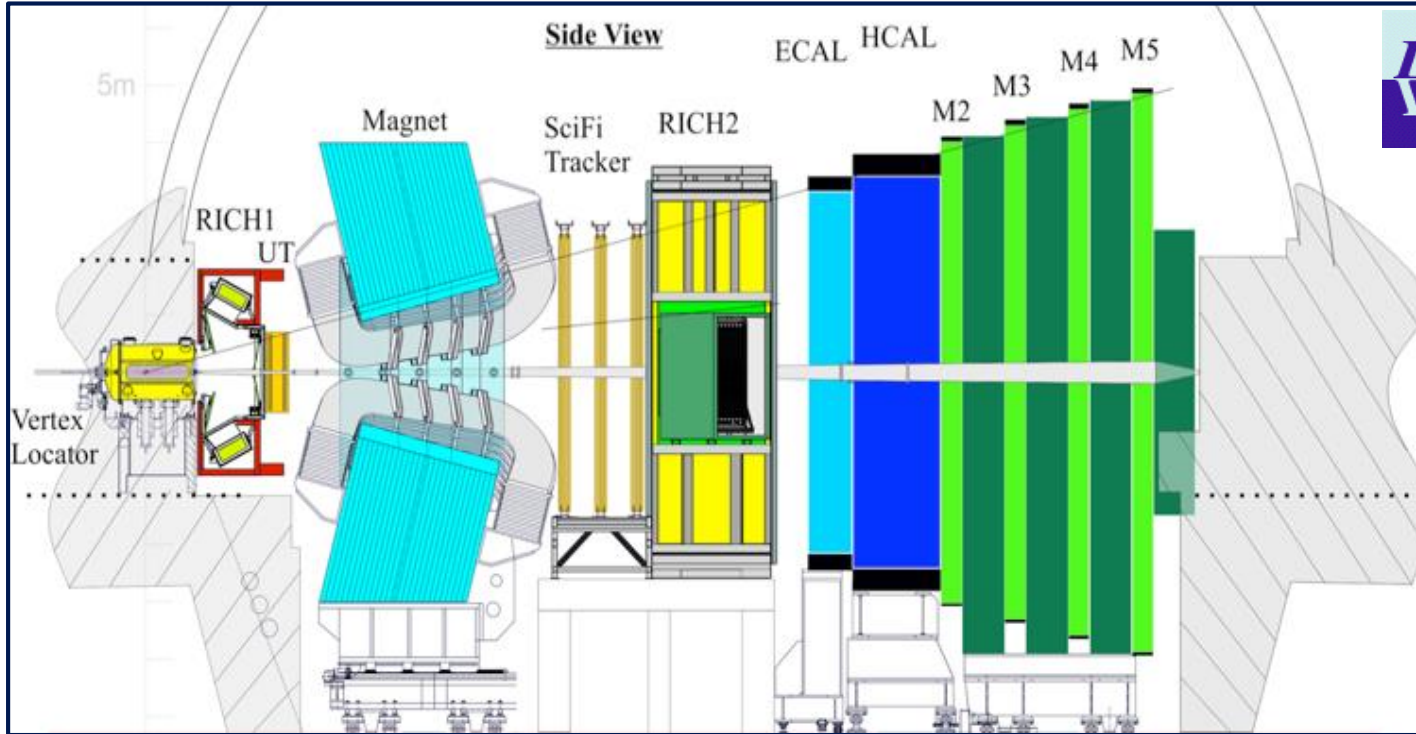 Side View
ECAL
HCAL
M5
M4
M3
M2
5m
Magnet
SciFi
Tracker
RICH2
RICH1
UT
Vertex
Locator